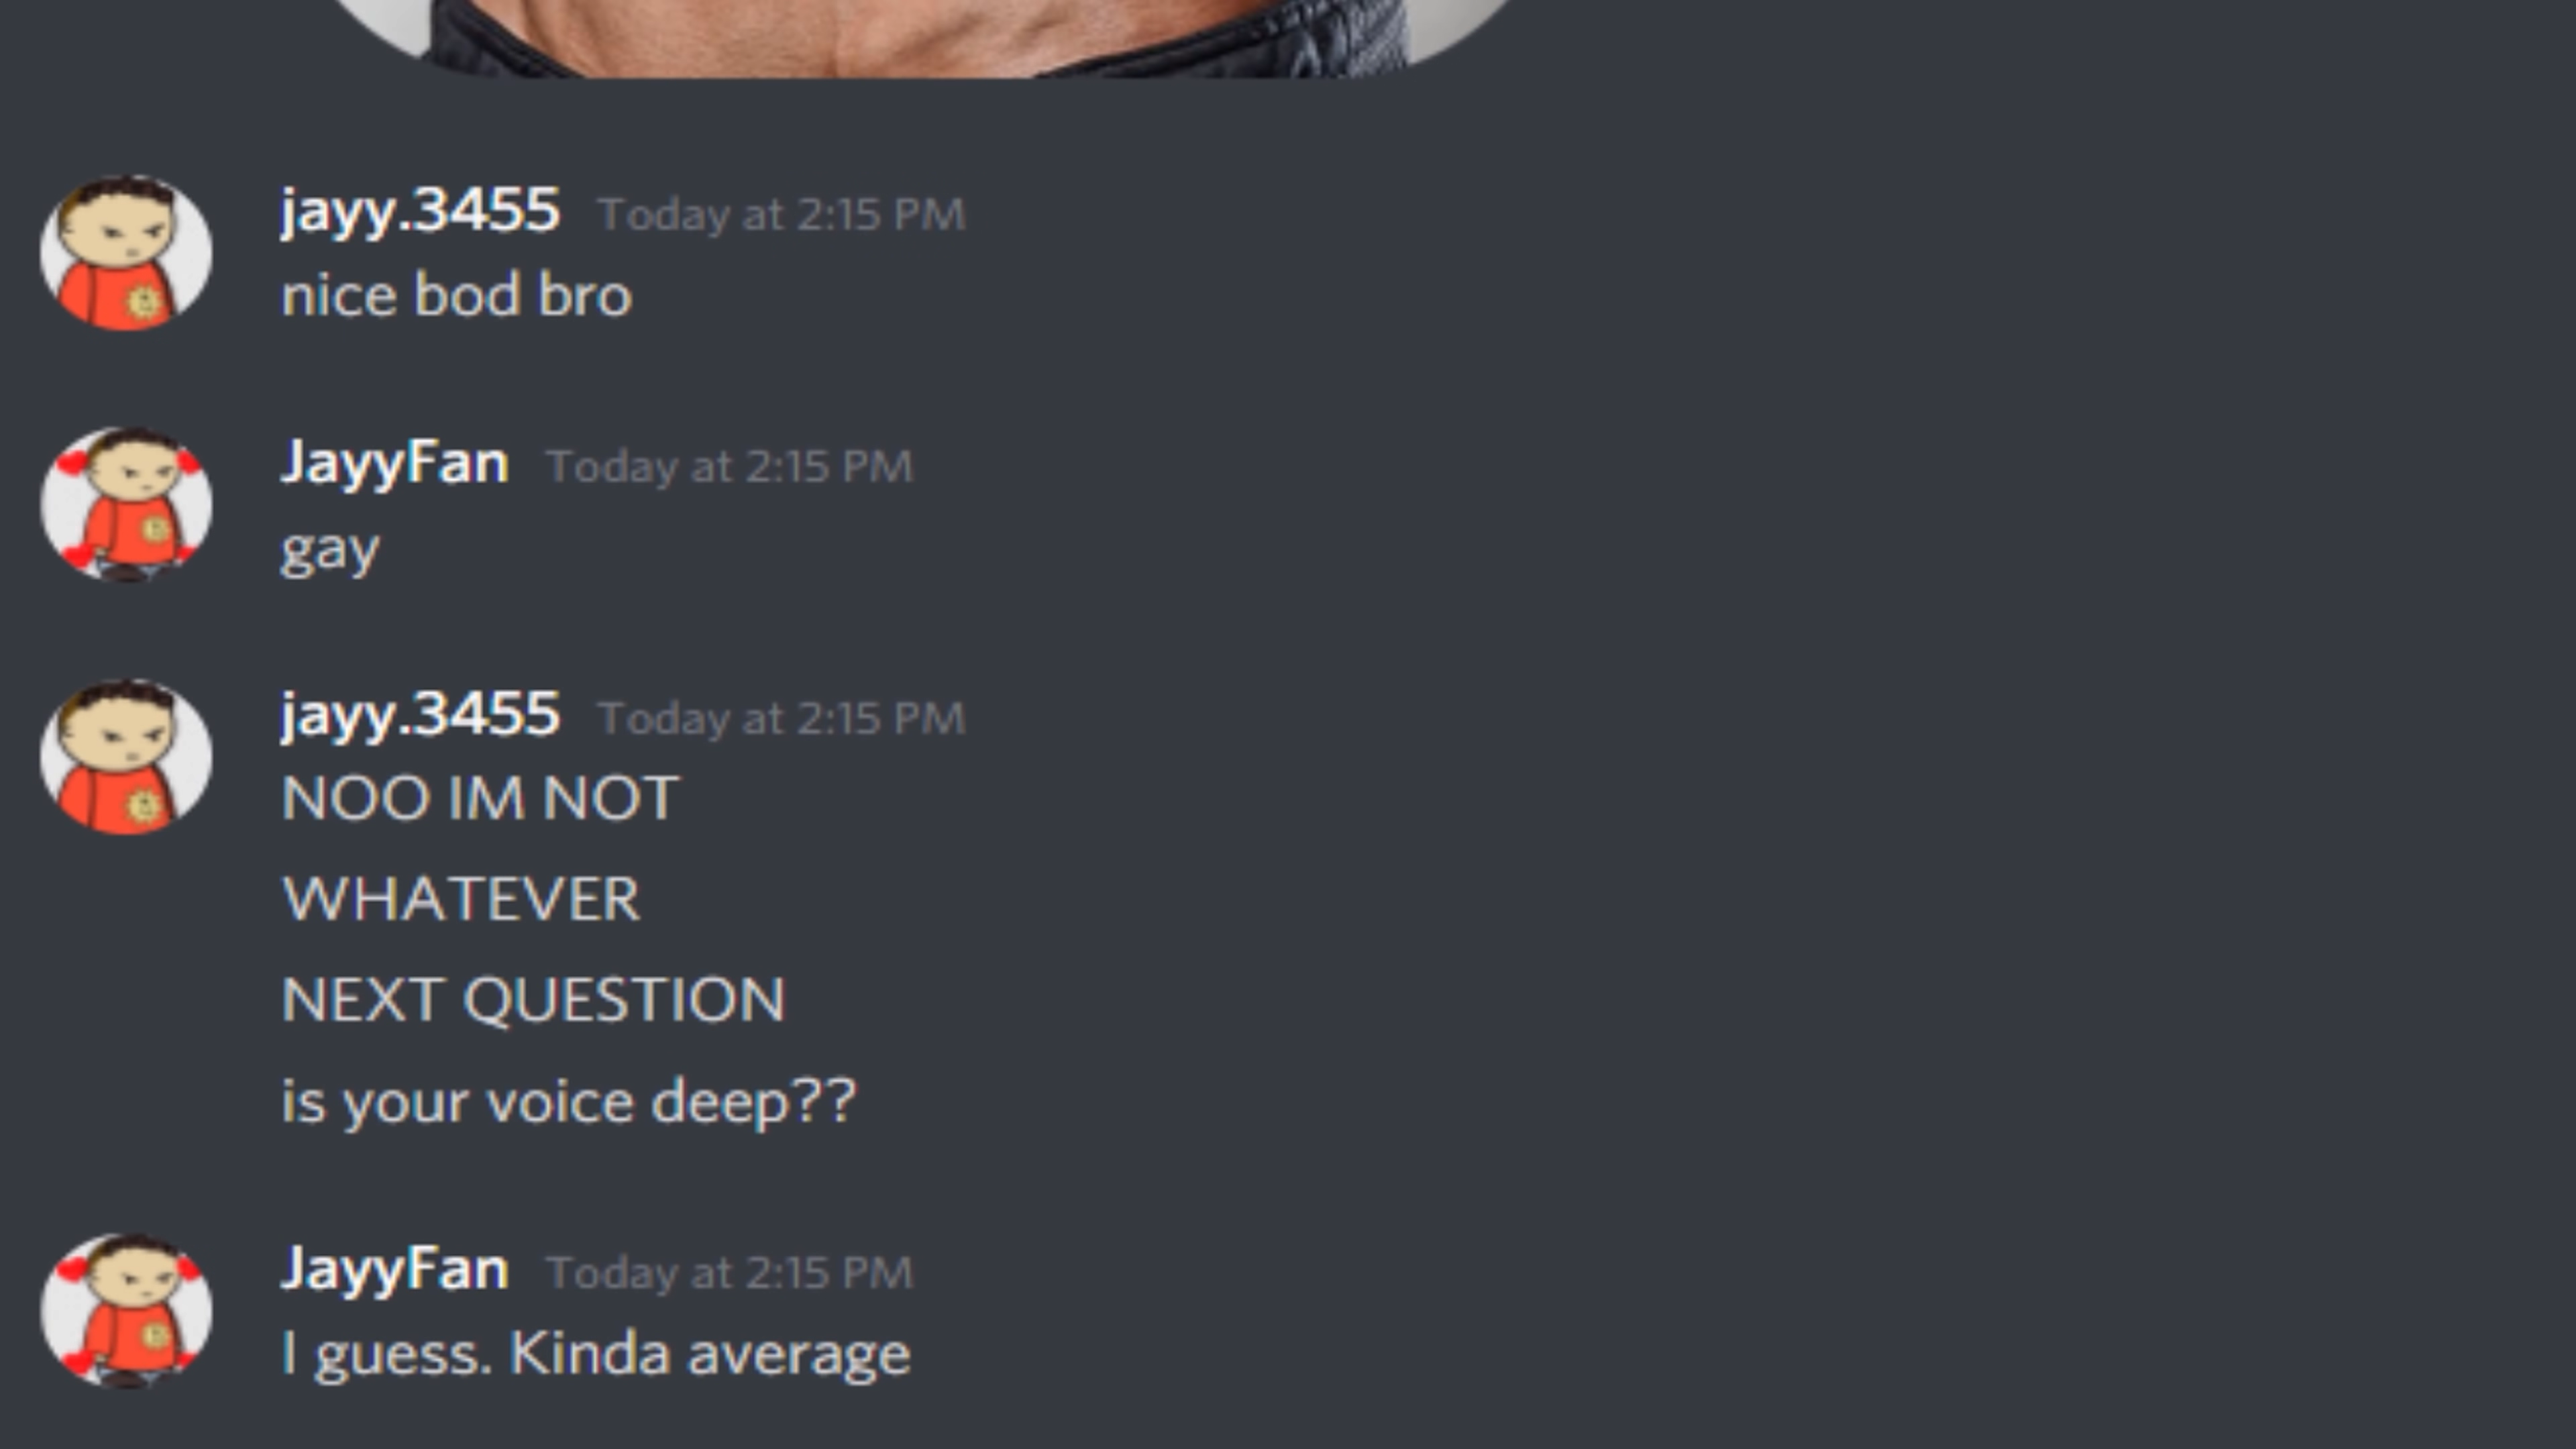 jayy.3455 Today at 2:15 PM
nice bod bro
JayyFan Today at 2:15 PM
gay
jayy.3455 Today at 2:15 PM
NOO IM NOT
WHATEVER
NEXT QUESTION
is your voice deep??
JayyFan Today at 2:15 PM
I guess. Kinda average